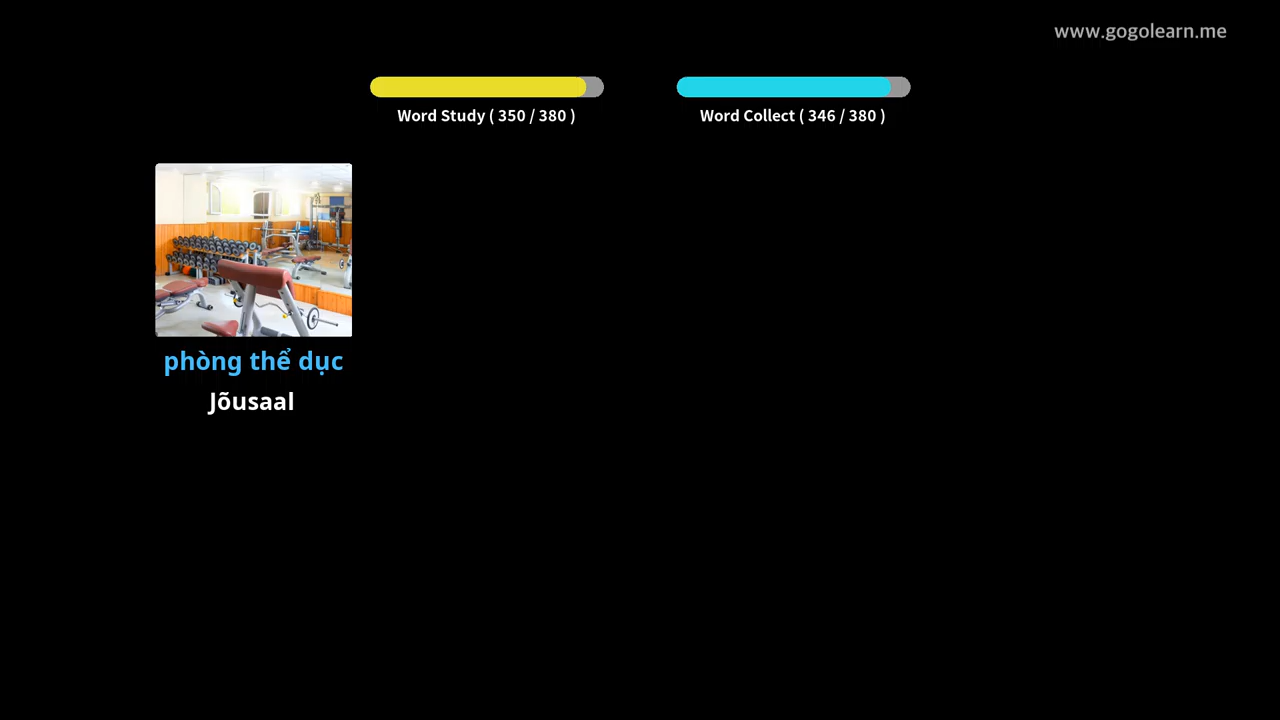 www.gogolearn.me
Word Study ( 350 / 380 )
Word Collect ( 346 / 380 )
phòng thể dục
Jõusaal